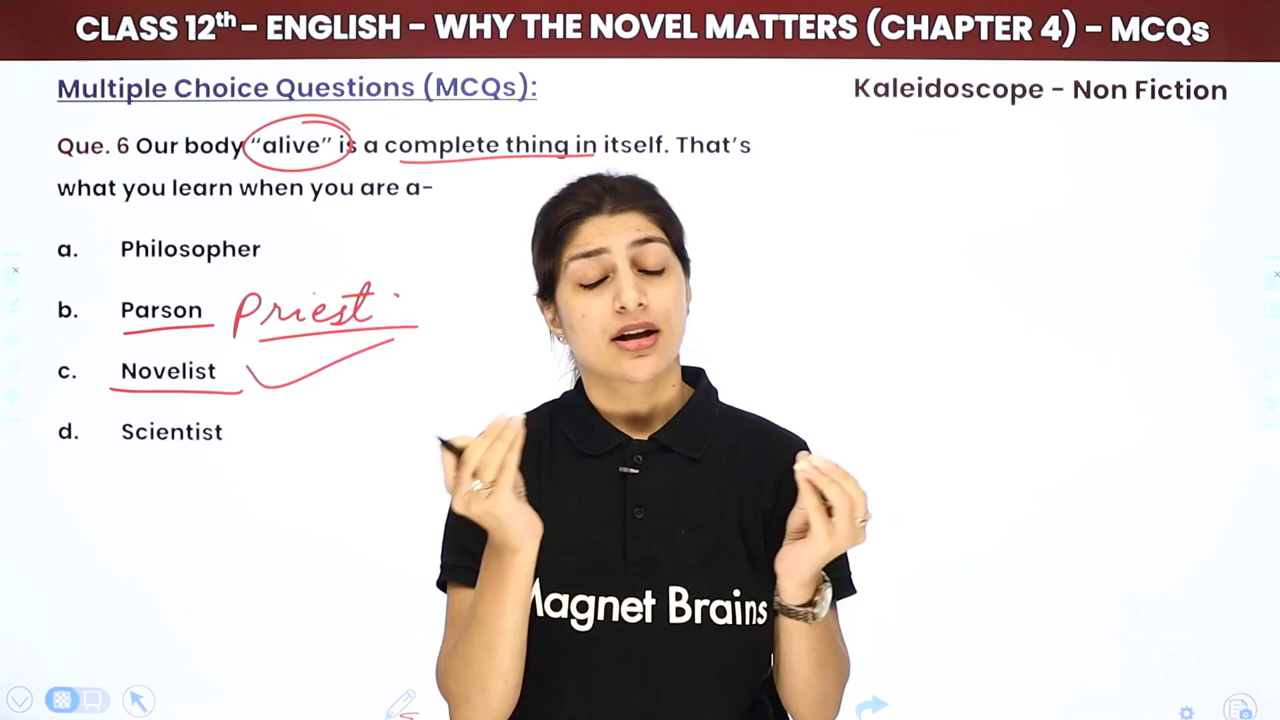 CLASS 12th – ENGLISH – WHY THE NOVEL MATTERS (CHAPTER 4) – MCQs
Multiple Choice Questions (MCQs):
Kaleidoscope – Non Fiction
Que. 6 Our body “alive” is a complete thing in itself. That’s
what you learn when you are a–
a. Philosopher
b. Parson Priest
c. Novelist
d. Scientist
Magnet Brains